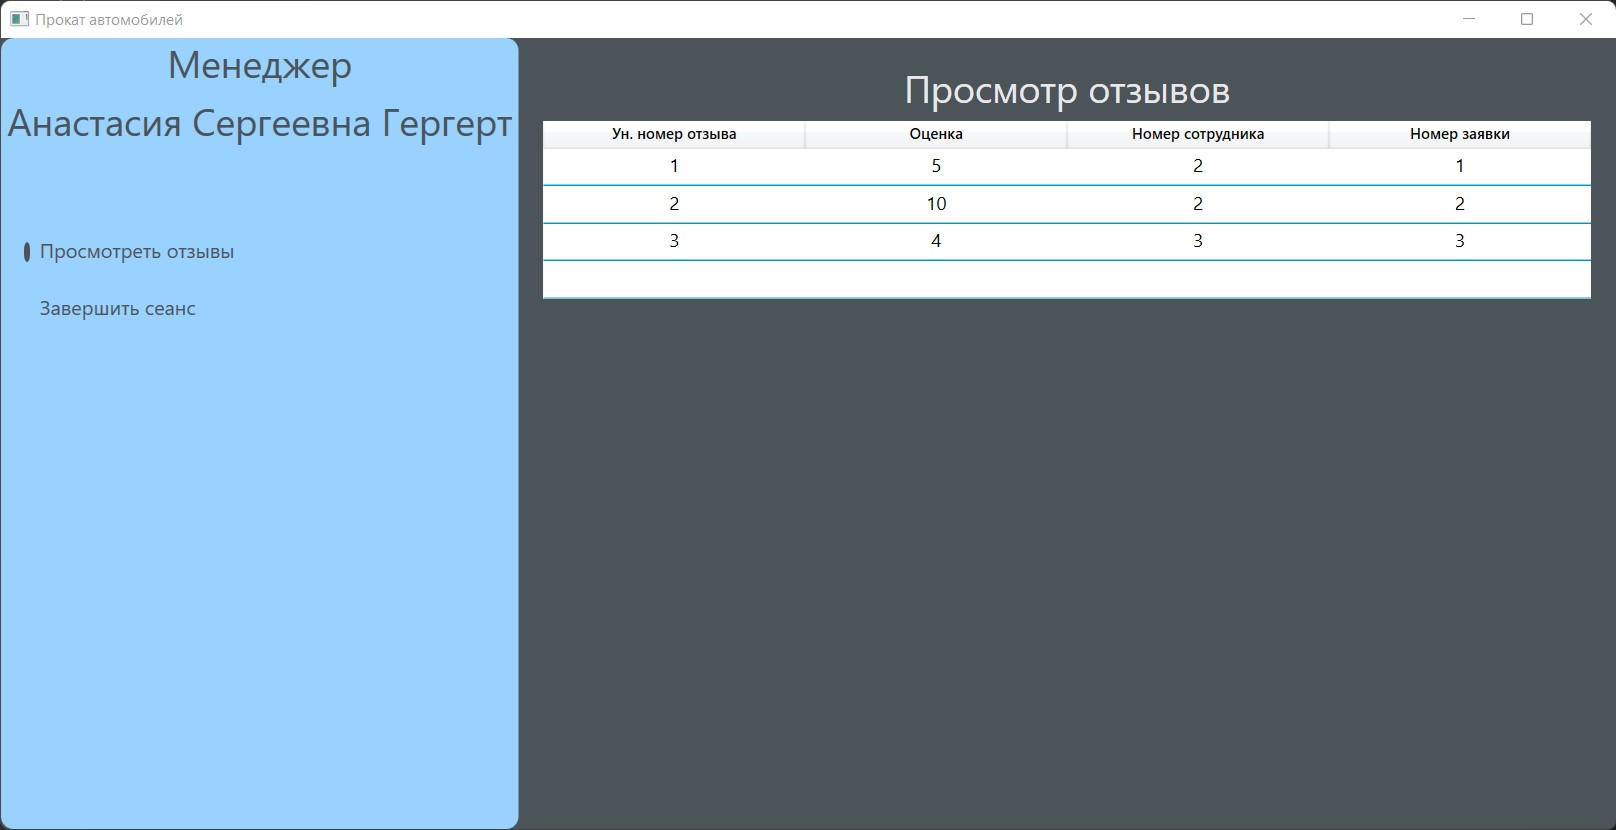 Прокат автомобилей
Менеджер
Анастасия Сергеевна Гергерт
Просмотреть отзывы
Завершить сеанс
Просмотр отзывов
Ун. номер отзыва Оценка Номер сотрудника Номер заявки
1 5 2 1
2 10 2 2
3 4 3 3